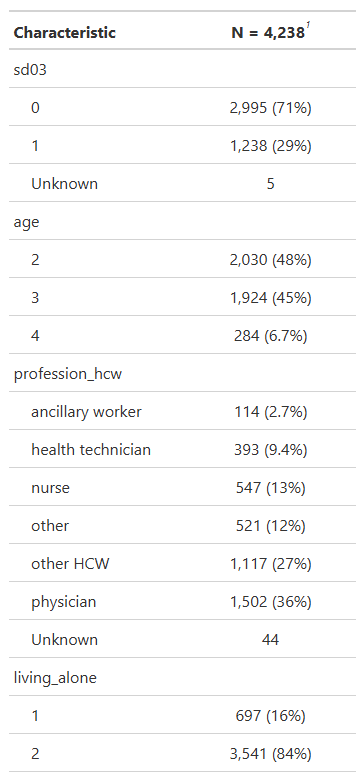 Characteristic N = 4,238¹
sd03
0 2,995 (71%)
1 1,238 (29%)
Unknown 5
age
2 2,030 (48%)
3 1,924 (45%)
4 284 (6.7%)
profession_hcw
ancillary worker 114 (2.7%)
health technician 393 (9.4%)
nurse 547 (13%)
other 521 (12%)
other HCW 1,117 (27%)
physician 1,502 (36%)
Unknown 44
living_alone
1 697 (16%)
2 3,541 (84%)